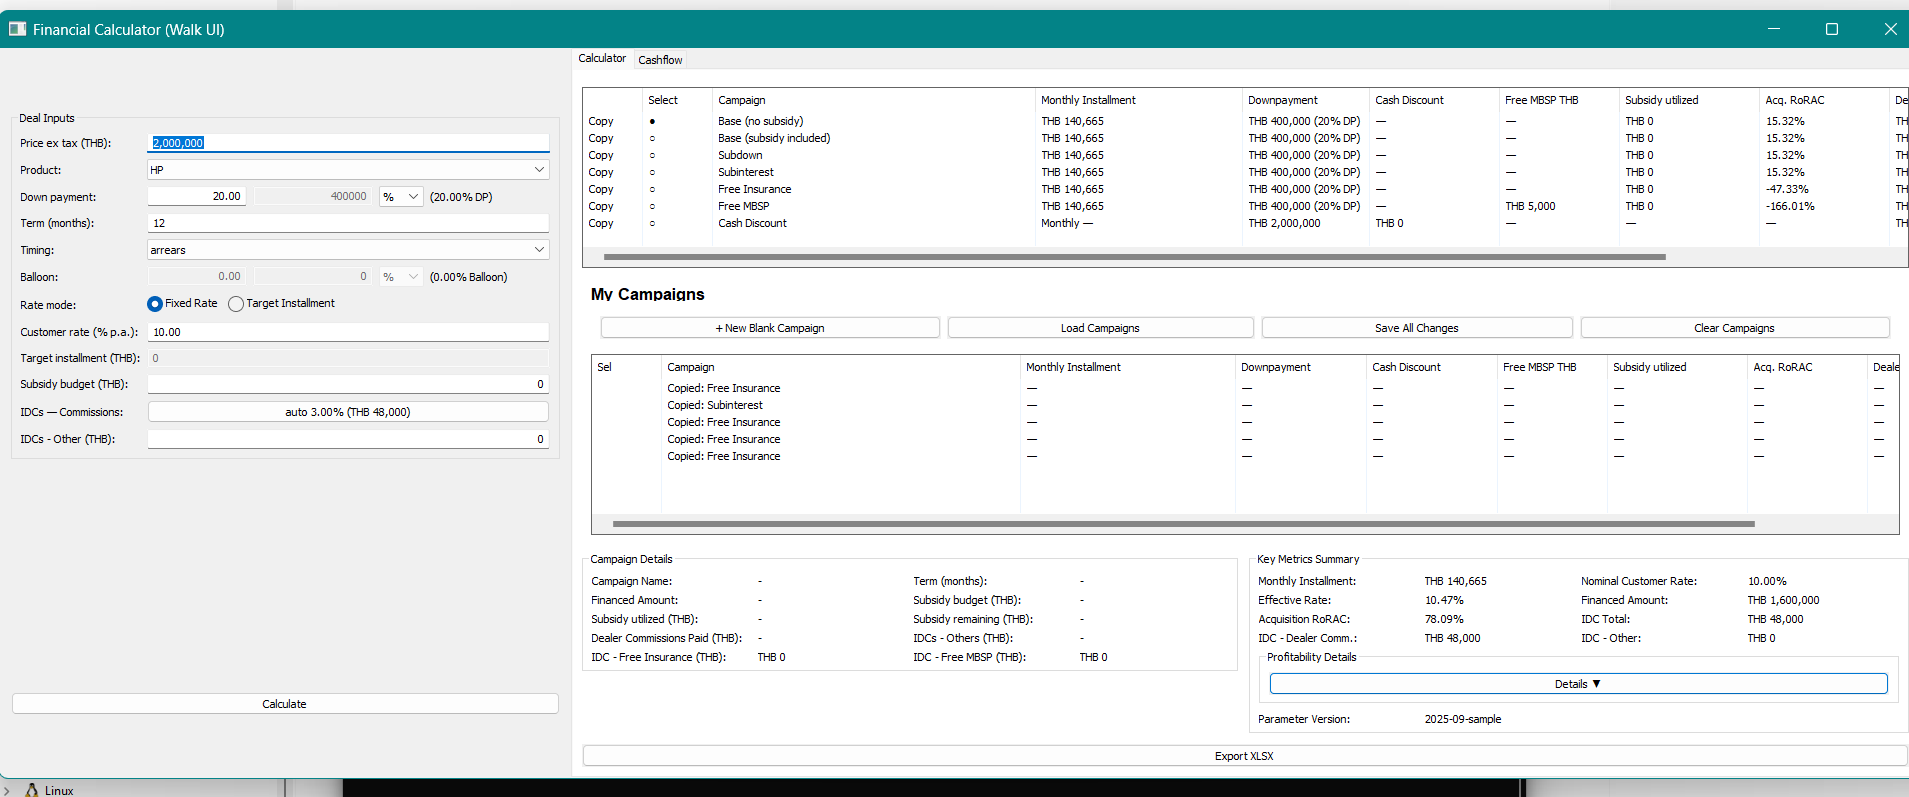 Financial Calculator (Walk UI)
Calculator Cashflow
Deal Inputs
Price ex tax (THB): 2,000,000
Product: HP
Down payment: 20.00 400000 % (20.00% DP)
Term (months): 12
Timing: arrears
Balloon: 0.00 0 % (0.00% Balloon)
Rate mode: Fixed Rate Target Installment
Customer rate (% p.a.): 10.00
Target installment (THB): 0
Subsidy budget (THB): 0
IDCs — Commissions: auto 3.00% (THB 48,000)
IDCs - Other (THB): 0
Calculate
Select Campaign Monthly Installment Downpayment Cash Discount Free MBSP THB Subsidy utilized Acq. RoRAC De
Copy ● Base (no subsidy) THB 140,665 THB 400,000 (20% DP) — — THB 0 15.32% TH
Copy ○ Base (subsidy included) THB 140,665 THB 400,000 (20% DP) — — THB 0 15.32% TH
Copy ○ Subdown THB 140,665 THB 400,000 (20% DP) — — THB 0 15.32% TH
Copy ○ Subinterest THB 140,665 THB 400,000 (20% DP) — — THB 0 15.32% TH
Copy ○ Free Insurance THB 140,665 THB 400,000 (20% DP) — — THB 0 -47.33% TH
Copy ○ Free MBSP THB 140,665 THB 400,000 (20% DP) — THB 5,000 THB 0 -166.01% TH
Copy ○ Cash Discount Monthly — THB 2,000,000 THB 0 — — — TH
My Campaigns
+ New Blank Campaign Load Campaigns Save All Changes Clear Campaigns
Sel Campaign Monthly Installment Downpayment Cash Discount Free MBSP THB Subsidy utilized Acq. RoRAC Deale
Copied: Free Insurance — — — — — — —
Copied: Subinterest — — — — — — —
Copied: Free Insurance — — — — — — —
Copied: Free Insurance — — — — — — —
Copied: Free Insurance — — — — — — —
Campaign Details
Campaign Name: - Term (months): -
Financed Amount: - Subsidy budget (THB): -
Subsidy utilized (THB): - Subsidy remaining (THB): -
Dealer Commissions Paid (THB): - IDCs - Others (THB): -
IDC - Free Insurance (THB): THB 0 IDC - Free MBSP (THB): THB 0
Key Metrics Summary
Monthly Installment: THB 140,665 Nominal Customer Rate: 10.00%
Effective Rate: 10.47% Financed Amount: THB 1,600,000
Acquisition RoRAC: 78.09% IDC Total: THB 48,000
IDC - Dealer Comm.: THB 48,000 IDC - Other: THB 0
Profitability Details
Details ▼
Parameter Version: 2025-09-sample
Export XLSX
Linux